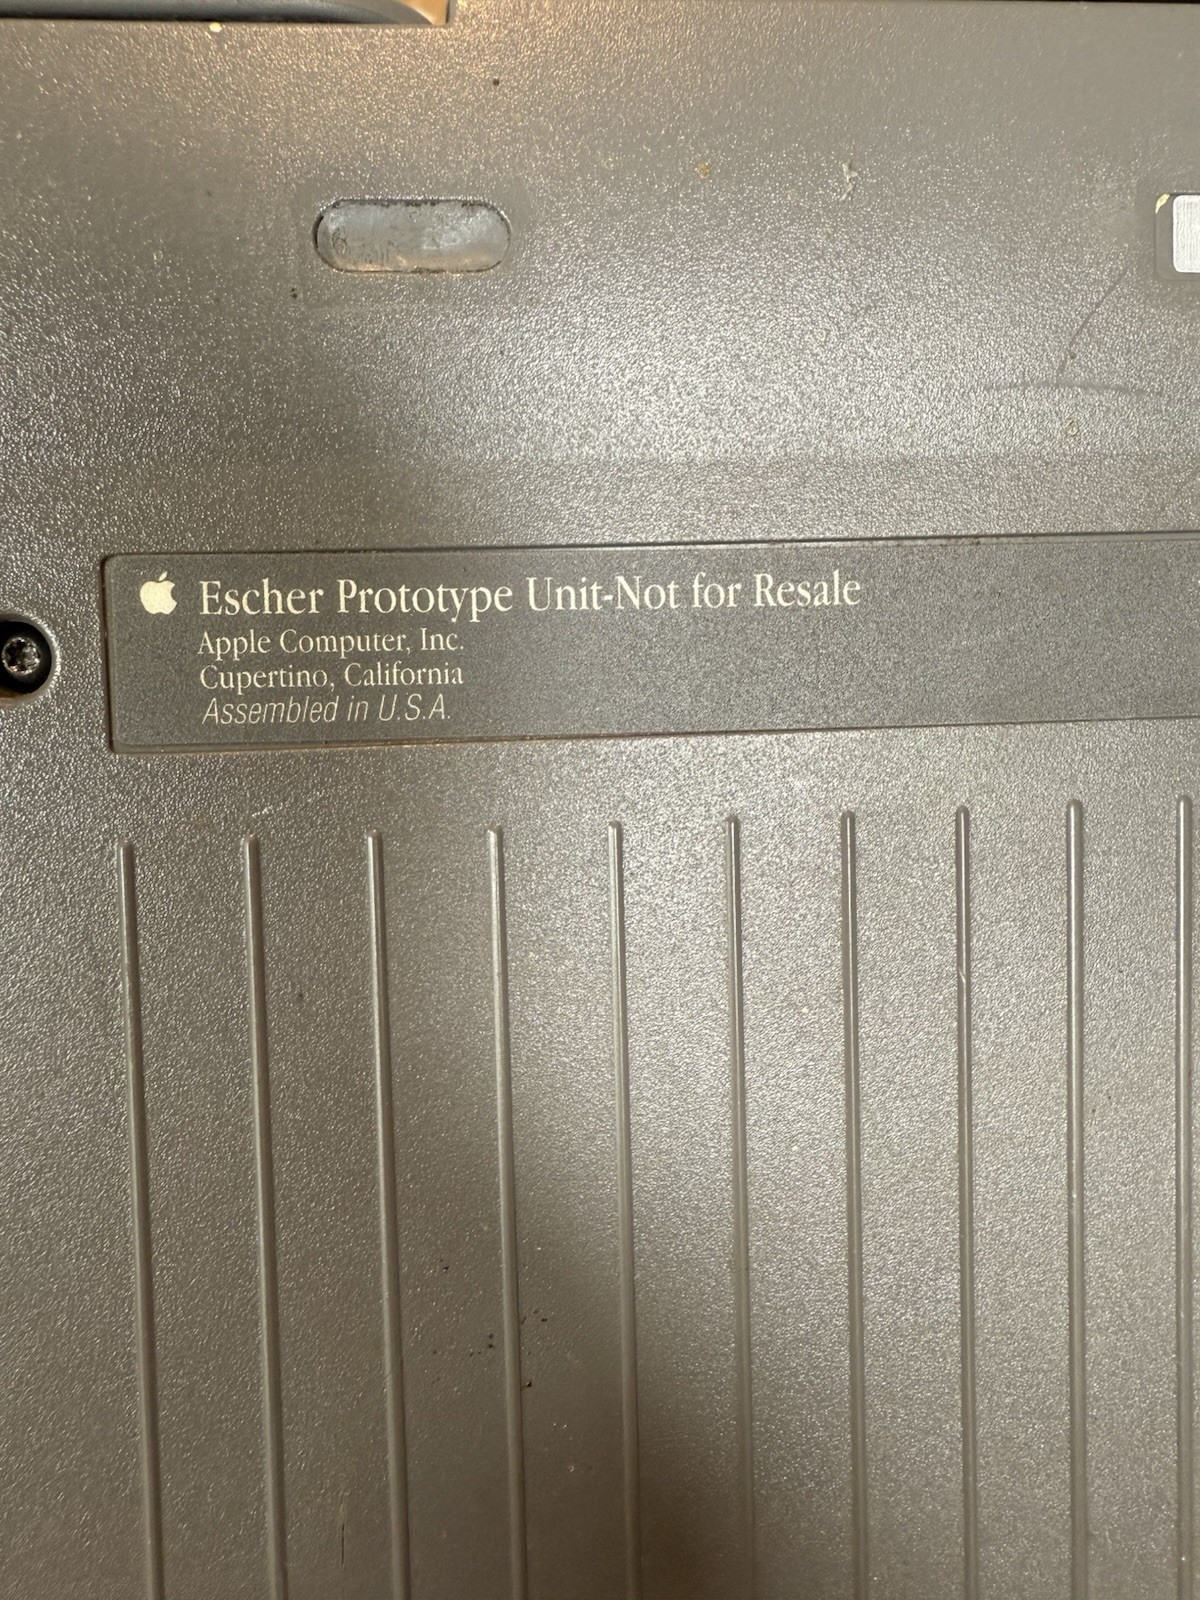 Escher Prototype Unit-Not for Resale
Apple Computer, Inc.
Cupertino, California
Assembled in U.S.A.